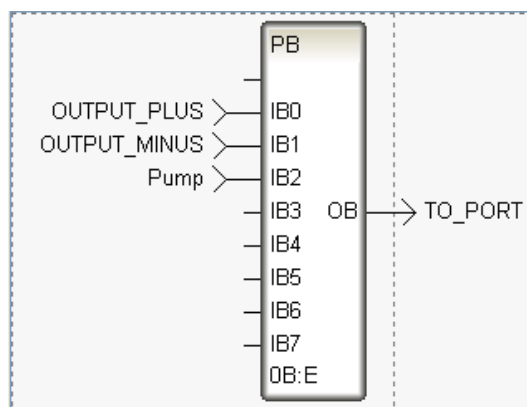 PB
OUTPUT_PLUS IB0
OUTPUT_MINUS IB1
Pump IB2
IB3 OB TO_PORT
IB4
IB5
IB6
IB7
0B:E